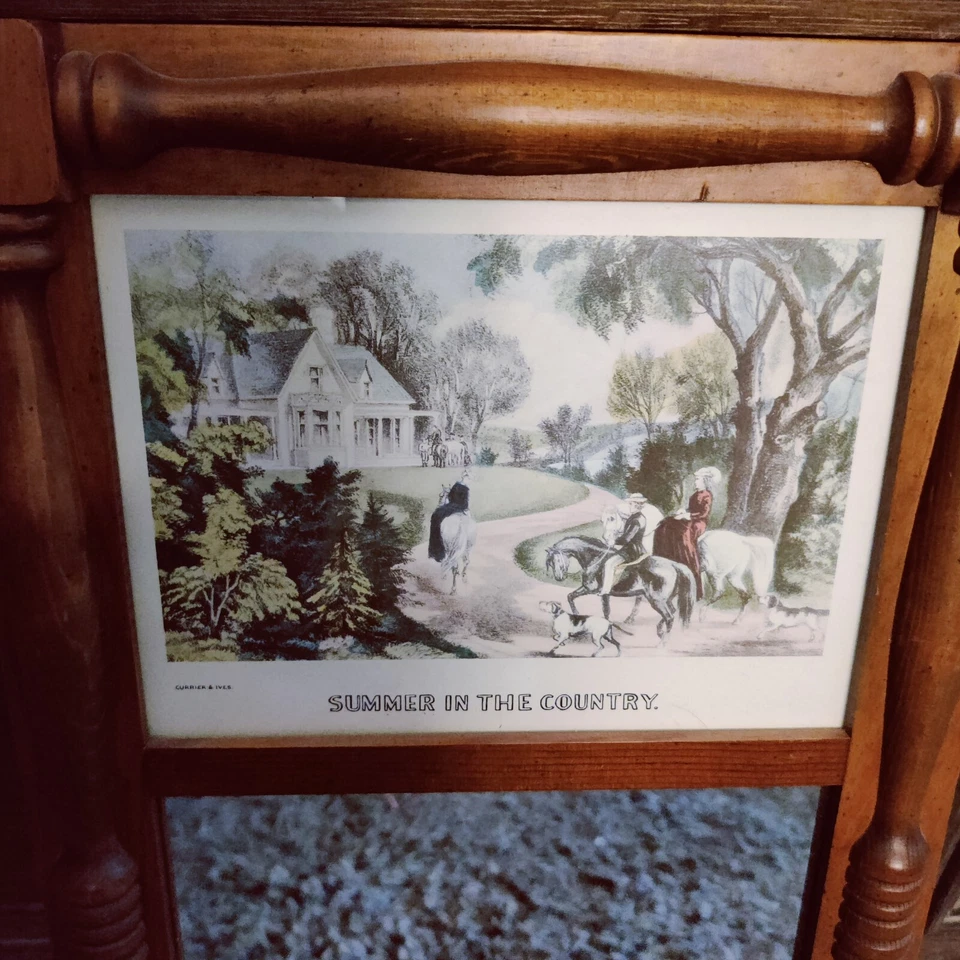 CURRIER & IVES.
SUMMER IN THE COUNTRY.